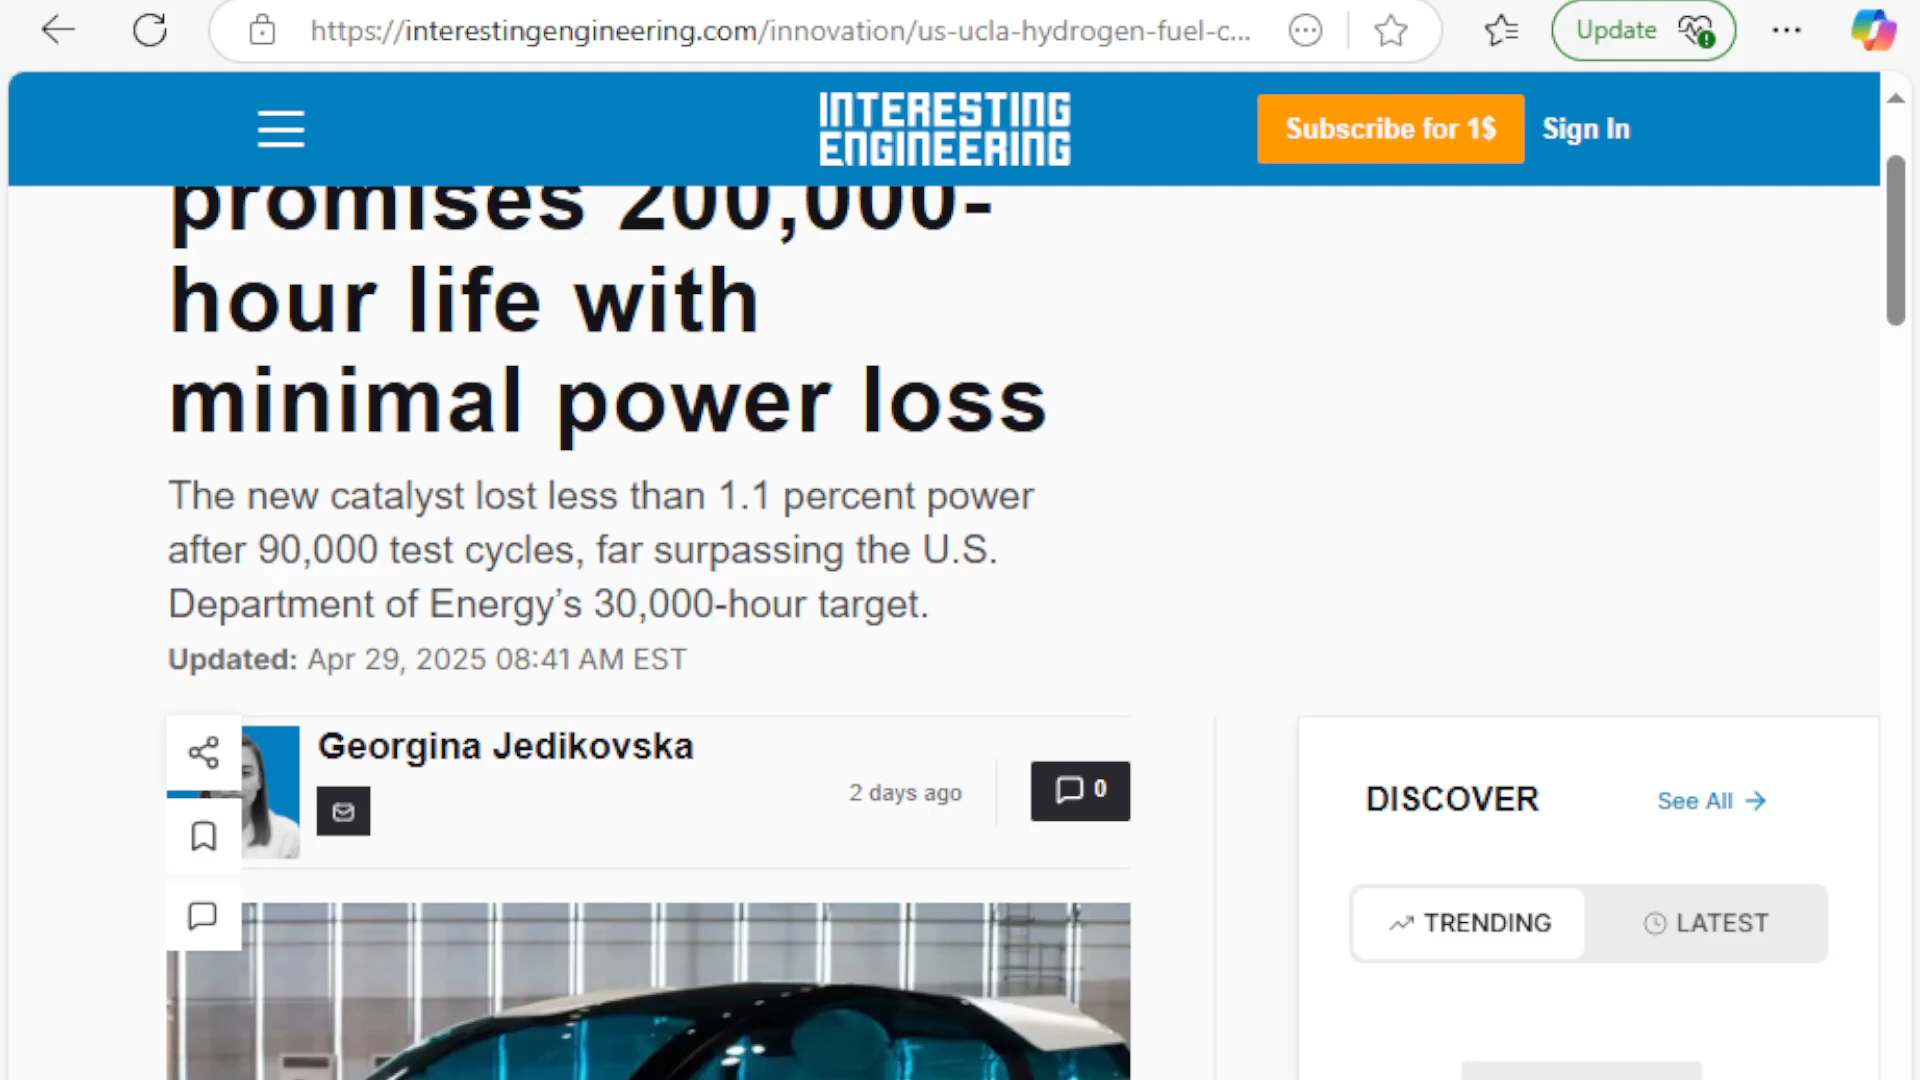 https://interestingengineering.com/innovation/us-ucla-hydrogen-fuel-c...
Update
INTERESTING
ENGINEERING
Subscribe for 1$
Sign In
promises 200,000-
hour life with
minimal power loss
The new catalyst lost less than 1.1 percent power
after 90,000 test cycles, far surpassing the U.S.
Department of Energy’s 30,000-hour target.
Updated: Apr 29, 2025 08:41 AM EST
Georgina Jedikovska
2 days ago
0
DISCOVER
See All
TRENDING
LATEST